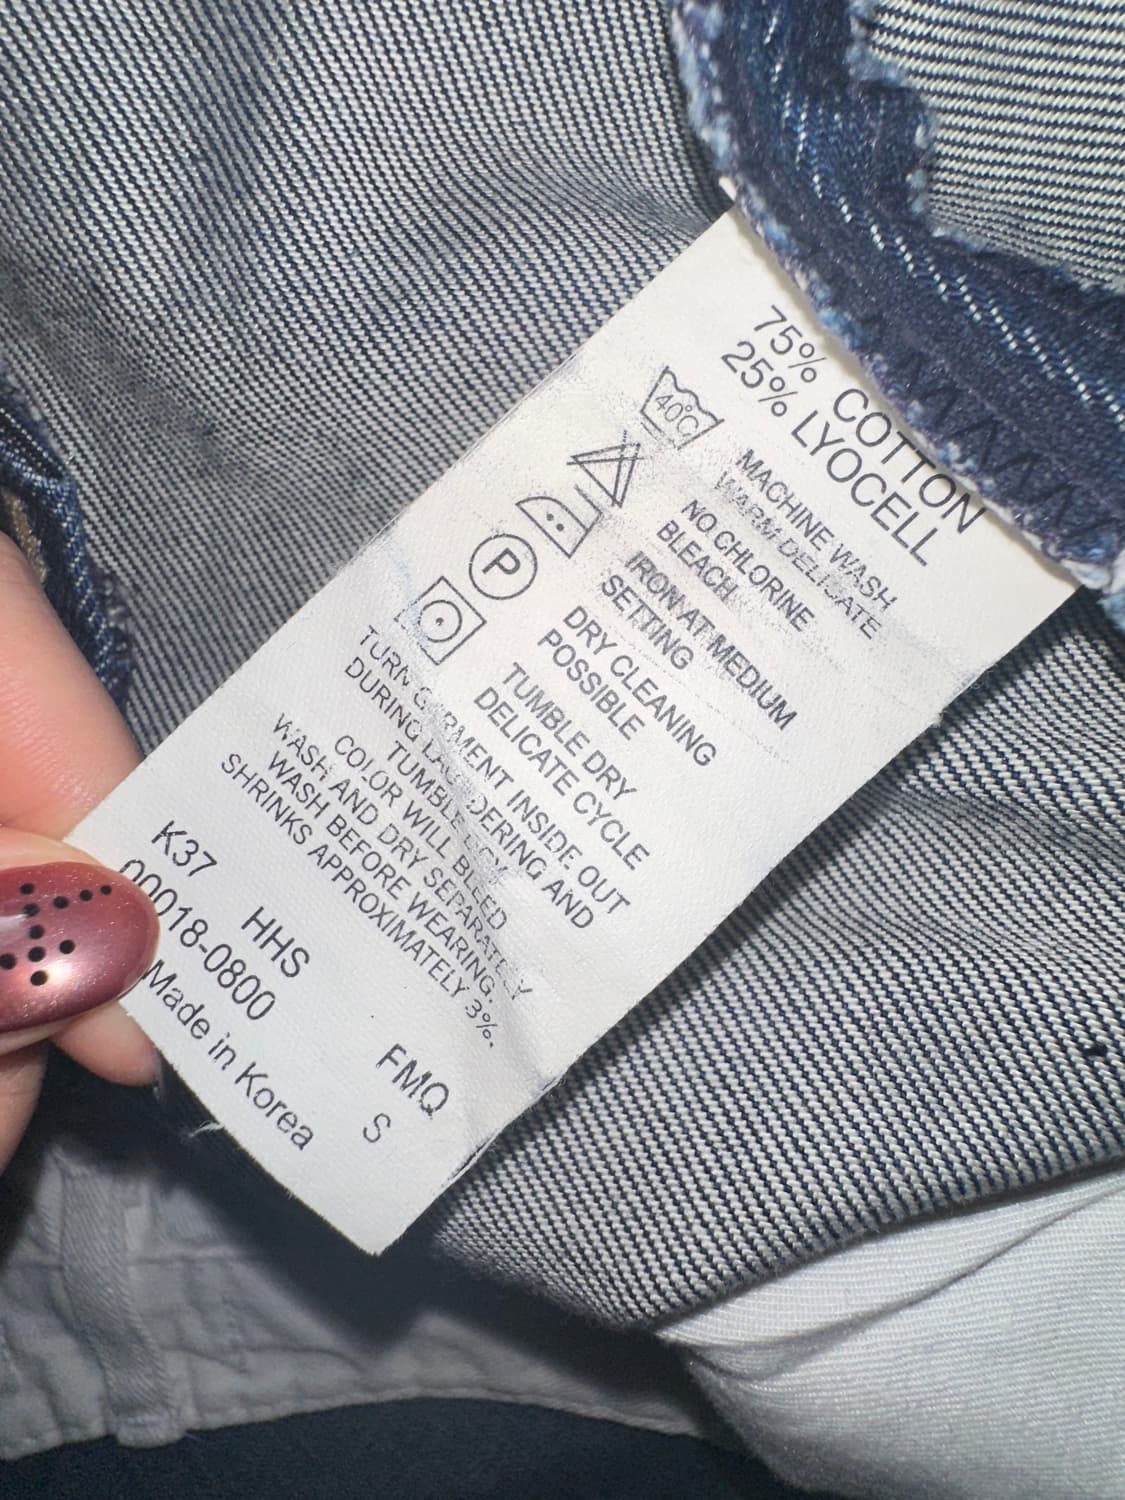 75% COTTON
25% LYOCELL
40°C
MACHINE WASH
WARM DELICATE
NO CHLORINE
BLEACH
IRON AT MEDIUM
SETTING
P
DRY CLEANING
POSSIBLE
TUMBLE DRY
DELICATE CYCLE
TURN GARMENT INSIDE OUT
DURING LAUNDERING AND
TUMBLE DRY
COLOR WILL BLEED
WASH AND DRY SEPARATELY
WASH BEFORE WEARING.
SHRINKS APPROXIMATELY 3%.
K37 HHS FMQ
00018-0800 S
Made in Korea